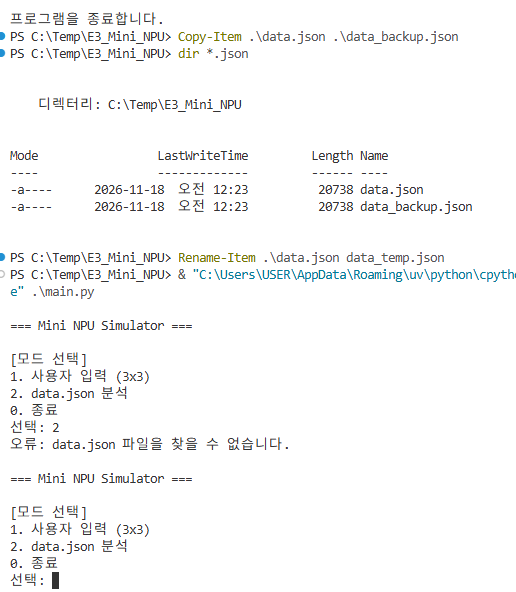 프로그램을 종료합니다.
PS C:\Temp\E3_Mini_NPU> Copy-Item .\data.json .\data_backup.json
PS C:\Temp\E3_Mini_NPU> dir *.json
디렉터리: C:\Temp\E3_Mini_NPU
Mode LastWriteTime Length Name
---- ------------- ------ ----
-a---- 2026-11-18 오전 12:23 20738 data.json
-a---- 2026-11-18 오전 12:23 20738 data_backup.json
PS C:\Temp\E3_Mini_NPU> Rename-Item .\data.json data_temp.json
PS C:\Temp\E3_Mini_NPU> & "C:\Users\USER\AppData\Roaming\uv\python\cpytho
e" .\main.py
=== Mini NPU Simulator ===
[모드 선택]
1. 사용자 입력 (3x3)
2. data.json 분석
0. 종료
선택: 2
오류: data.json 파일을 찾을 수 없습니다.
=== Mini NPU Simulator ===
[모드 선택]
1. 사용자 입력 (3x3)
2. data.json 분석
0. 종료
선택: